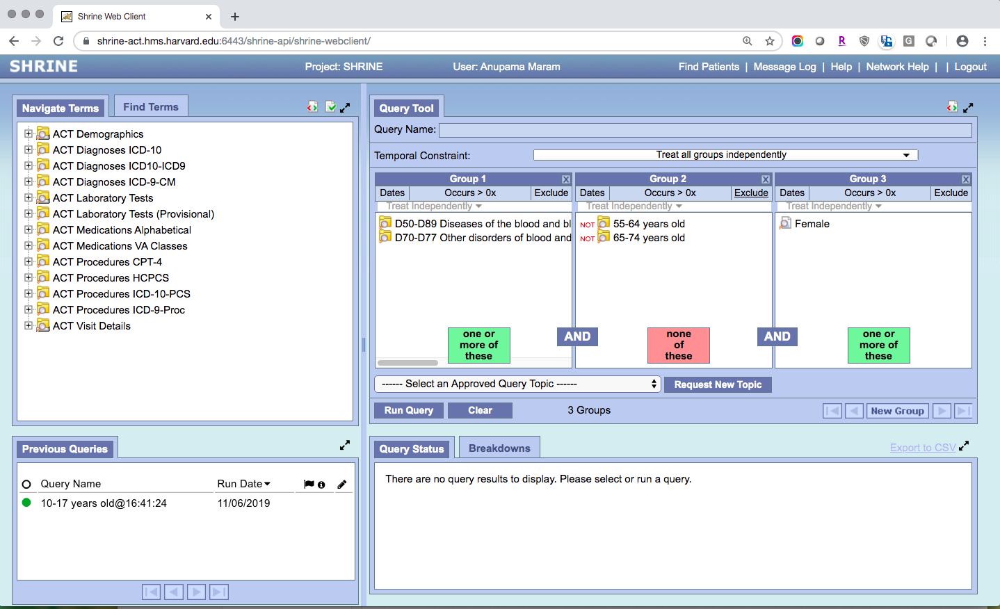 Shrine Web Client
shrine-act.hms.harvard.edu:6443/shrine-api/shrine-webclient/
SHRINE
Project: SHRINE
User: Anupama Maram
Find Patients | Message Log | Help | Network Help | | Logout
Navigate Terms
Find Terms
ACT Demographics
ACT Diagnoses ICD-10
ACT Diagnoses ICD10-ICD9
ACT Diagnoses ICD-9-CM
ACT Laboratory Tests
ACT Laboratory Tests (Provisional)
ACT Medications Alphabetical
ACT Medications VA Classes
ACT Procedures CPT-4
ACT Procedures HCPCS
ACT Procedures ICD-10-PCS
ACT Procedures ICD-9-Proc
ACT Visit Details
Previous Queries
Query Name Run Date
10-17 years old@16:41:24 11/06/2019
Query Tool
Query Name:
Temporal Constraint: Treat all groups independently
Group 1 X
Dates Occurs > 0x Exclude
Treat Independently
D50-D89 Diseases of the blood and bl
D70-D77 Other disorders of blood and
one or
more of
these
AND
Group 2 X
Dates Occurs > 0x Exclude
Treat Independently
NOT 55-64 years old
NOT 65-74 years old
none
of
these
AND
Group 3 X
Dates Occurs > 0x Exclude
Treat Independently
Female
one or
more of
these
------ Select an Approved Query Topic ------
Request New Topic
Run Query Clear 3 Groups New Group
Query Status
Breakdowns
Export to CSV
There are no query results to display. Please select or run a query.